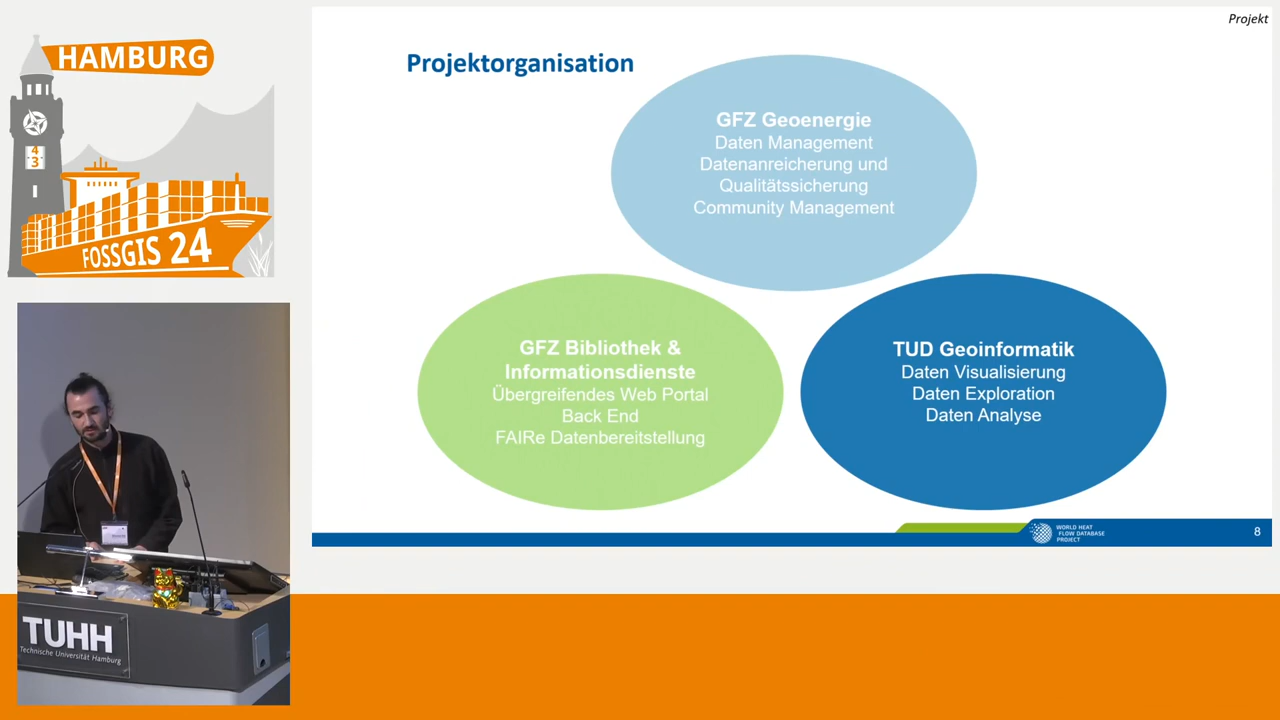 HAMBURG
4
3
FOSSGIS 24
TUHH
Technische Universität Hamburg
Projekt
Projektorganisation
GFZ Geoenergie
Daten Management
Datenanreicherung und
Qualitätssicherung
Community Management
GFZ Bibliothek &
Informationsdienste
Übergreifendes Web Portal
Back End
FAIRe Datenbereitstellung
TUD Geoinformatik
Daten Visualisierung
Daten Exploration
Daten Analyse
WORLD HEAT
FLOW DATABASE
PROJECT
8